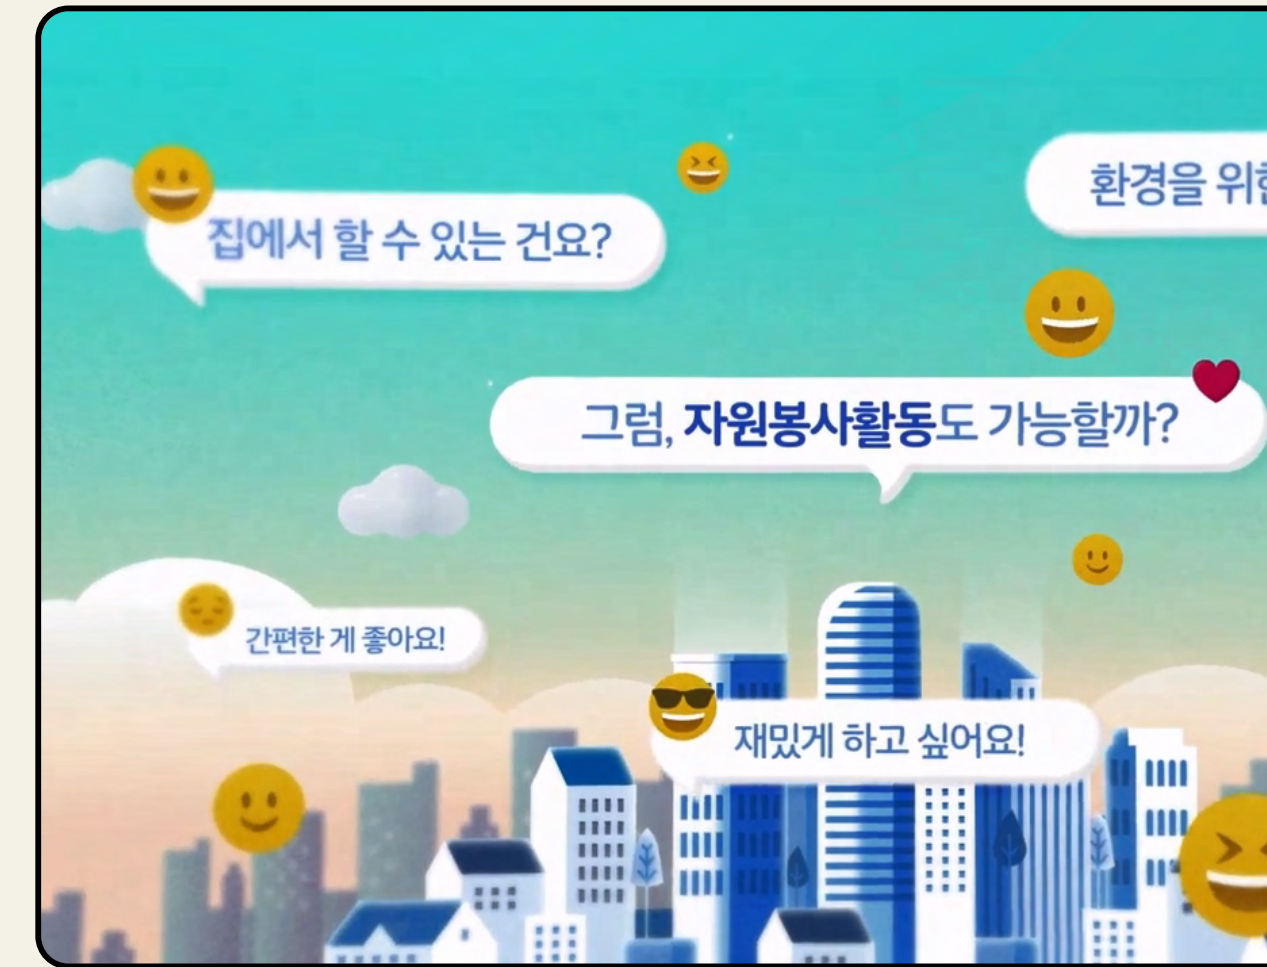 환경을
집에서 할 수 있는 건요?
그럼, 자원봉사활동도 가능할까?
간편한 게 좋아요!
재밌게 하고 싶어요!